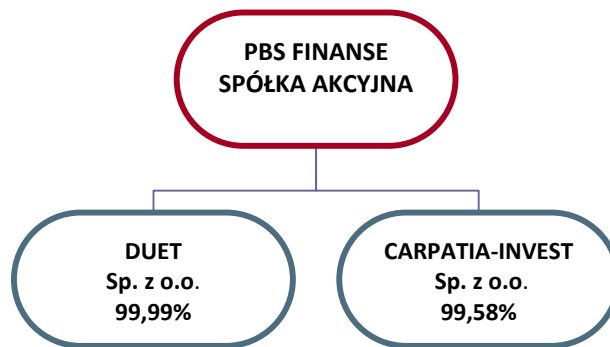 PBS FINANSE
SPÓŁKA AKCYJNA
DUET
Sp. z o.o.
99,99%
CARPATIA-INVEST
Sp. z o.o.
99,58%